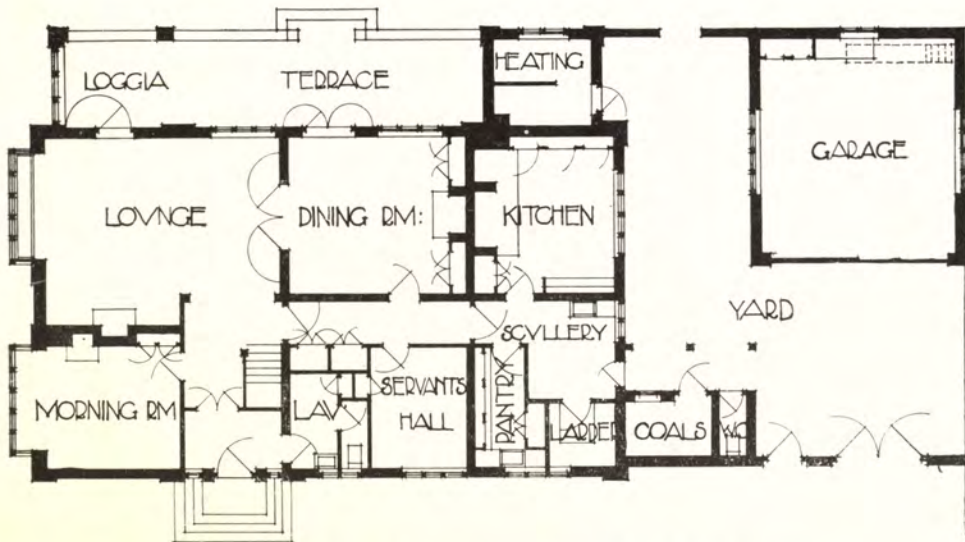 LOGGIA
TERRACE
HEATING
GARAGE
LOVNGE
DINING RM:
KITCHEN
YARD
SCVLLERY
MORNING RM
LAV
SERVANTS
HALL
PANTRY
LARDER
COALS
WC